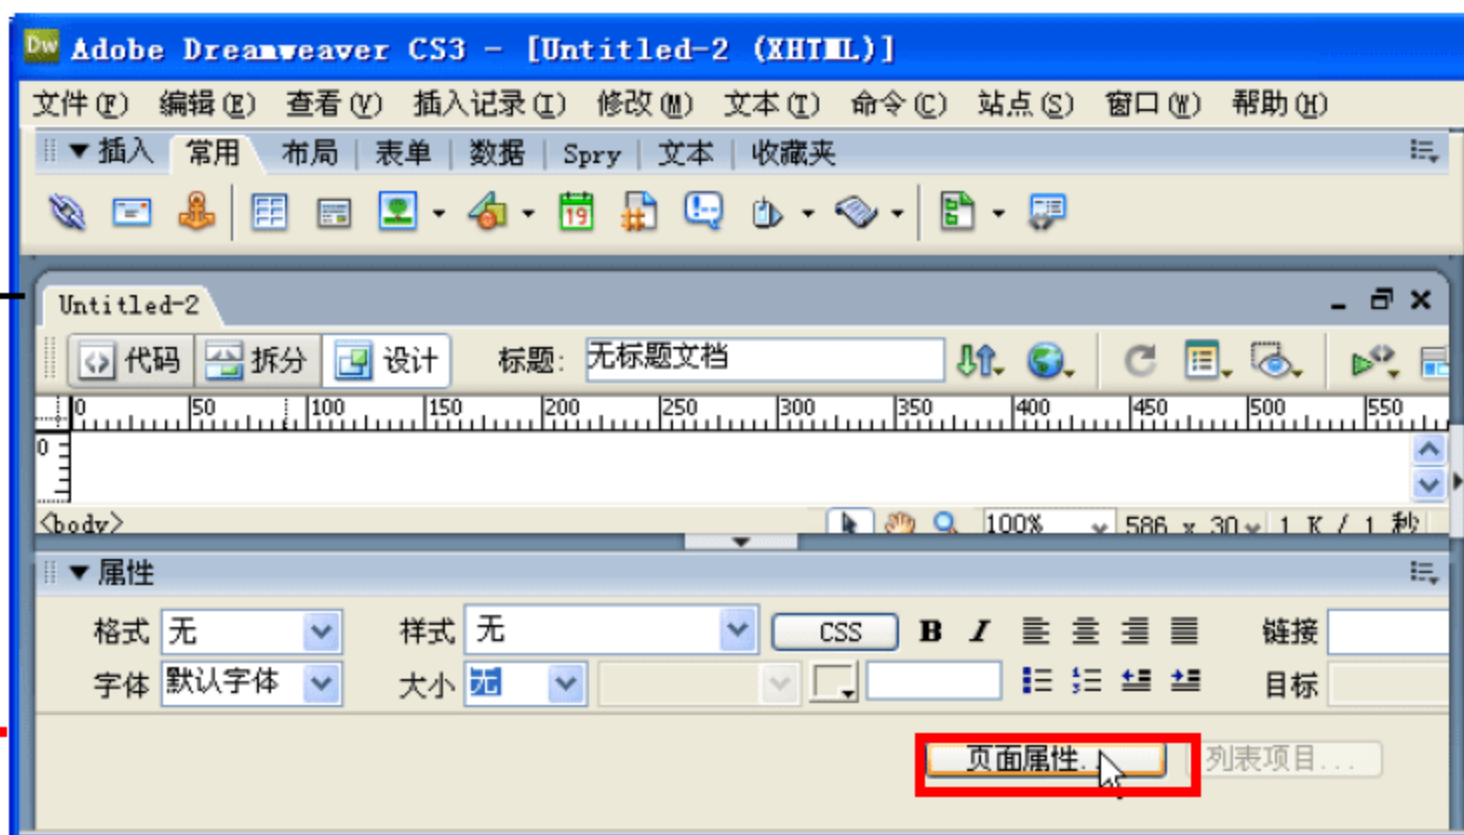 Dw Adobe Dreamweaver CS3 - [Untitled-2 (XHTML)]
文件(F) 编辑(E) 查看(V) 插入记录(I) 修改(M) 文本(T) 命令(C) 站点(S) 窗口(W) 帮助(H)
▼ 插入 常用 布局 表单 数据 Spry 文本 收藏夹
19
Untitled-2
代码 拆分 设计 标题: 无标题文档
0 50 100 150 200 250 300 350 400 450 500 550
0
<body> 100% 586 x 30 1 K / 1 秒
▼ 属性
格式 无 样式 无 CSS B I 链接
字体 默认字体 大小 无 目标
页面属性... 列表项目...